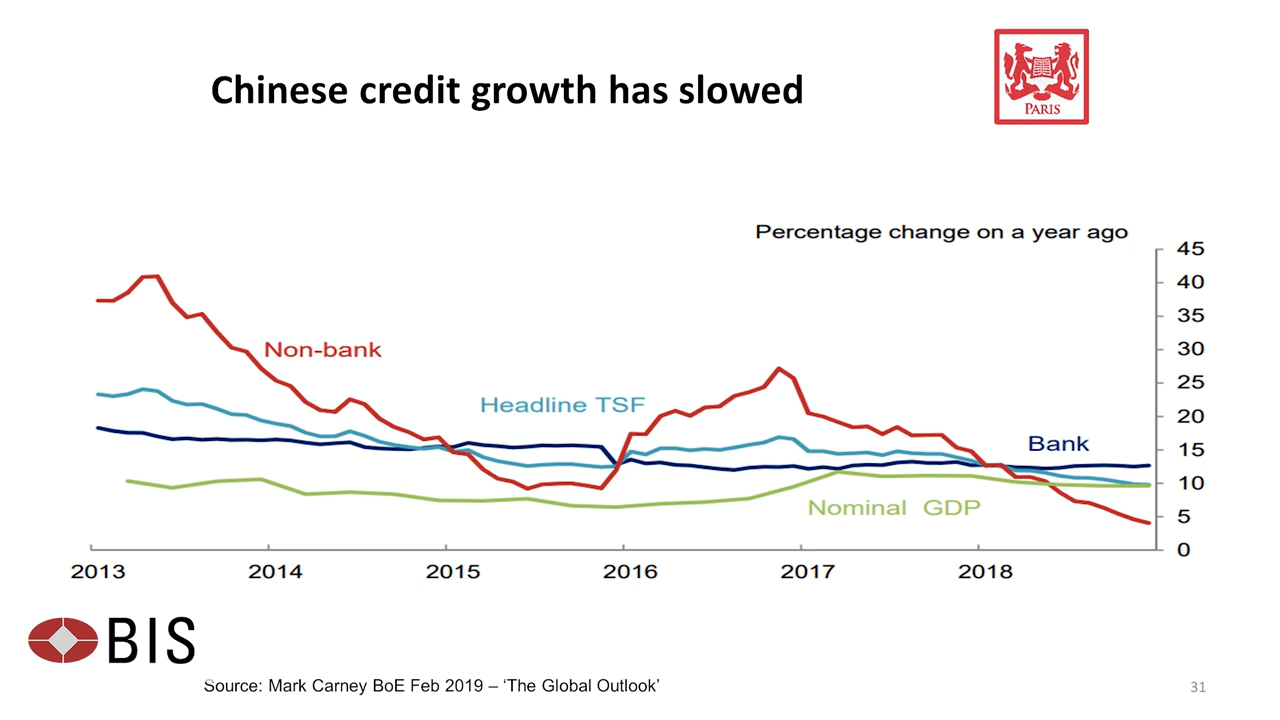 Chinese credit growth has slowed
PARIS
Percentage change on a year ago
45
40
35
30
25
20
15
10
5
0
Non-bank
Headline TSF
Bank
Nominal GDP
2013 2014 2015 2016 2017 2018
BIS
Source: Mark Carney BoE Feb 2019 – ‘The Global Outlook’
31